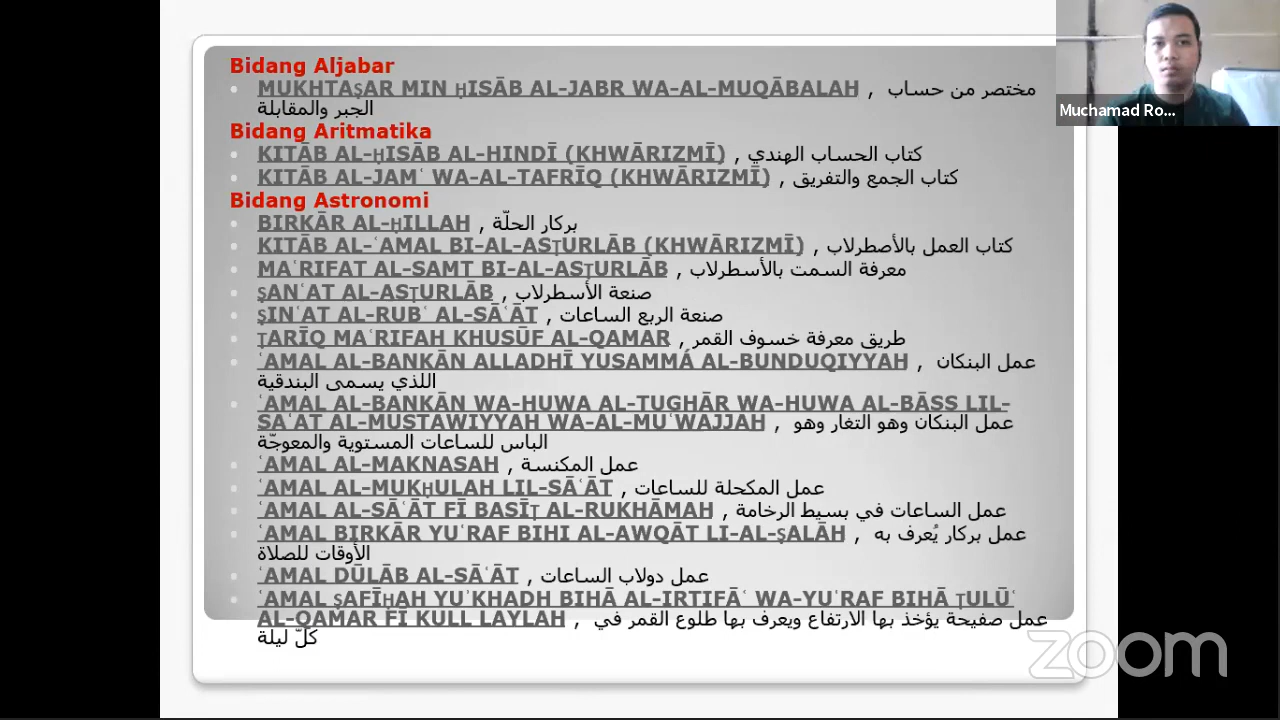 Bidang Aljabar
MUKHTAṢAR MIN ḤISĀB AL-JABR WA-AL-MUQĀBALAH , مختصر من حساب
الجبر والمقابلة
Bidang Aritmatika
KITĀB AL-ḤISĀB AL-HINDĪ (KHWĀRIZMĪ) , كتاب الحساب الهندي
KITĀB AL-JAMʿ WA-AL-TAFRĪQ (KHWĀRIZMĪ) , كتاب الجمع والتفريق
Bidang Astronomi
BIRKĀR AL-ḤILLAH , بركار الحلّة
KITĀB AL-ʿAMAL BI-AL-ASṬURLĀB (KHWĀRIZMĪ) , كتاب العمل بالأصطرلاب
MAʿRIFAT AL-SAMT BI-AL-ASṬURLĀB , معرفة السمت بالأسطرلاب
ṢANʿAT AL-ASṬURLĀB , صنعة الأسطرلاب
ṢINʿAT AL-RUBʿ AL-SĀʿĀT , صنعة الربع الساعات
ṬARĪQ MAʿRIFAH KHUSŪF AL-QAMAR , طريق معرفة خسوف القمر
ʿAMAL AL-BANKĀN ALLADHĪ YUSAMMÁ AL-BUNDUQIYYAH , عمل البنكان
اللذي يسمى البندقية
ʿAMAL AL-BANKĀN WA-HUWA AL-TUGHĀR WA-HUWA AL-BĀSS LIL-
SAʿĀT AL-MUSTAWIYYAH WA-AL-MUʿWAJJAH , عمل البنكان وهو التغار وهو
الباس للساعات المستوية والمعوجّة
ʿAMAL AL-MAKNASAH , عمل المكنسة
ʿAMAL AL-MUKḤULAH LIL-SĀʿĀT , عمل المكحلة للساعات
ʿAMAL AL-SĀʿĀT FĪ BASĪṬ AL-RUKHĀMAH , عمل الساعات في بسيط الرخامة
ʿAMAL BIRKĀR YUʿRAF BIHI AL-AWQĀT LI-AL-ṢALĀH , عمل بركار يُعرف به
الأوقات للصلاة
ʿAMAL DŪLĀB AL-SĀʿĀT , عمل دولاب الساعات
ʿAMAL ṢAFĪḤAH YUʾKHADH BIHĀ AL-IRTIFĀʿ WA-YUʿRAF BIHĀ ṬULŪʿ
AL-QAMAR FĪ KULL LAYLAH , عمل صفيحة يؤخذ بها الارتفاع ويعرف بها طلوع القمر في
كلّ ليلة
Muchamad Ro...
zoom